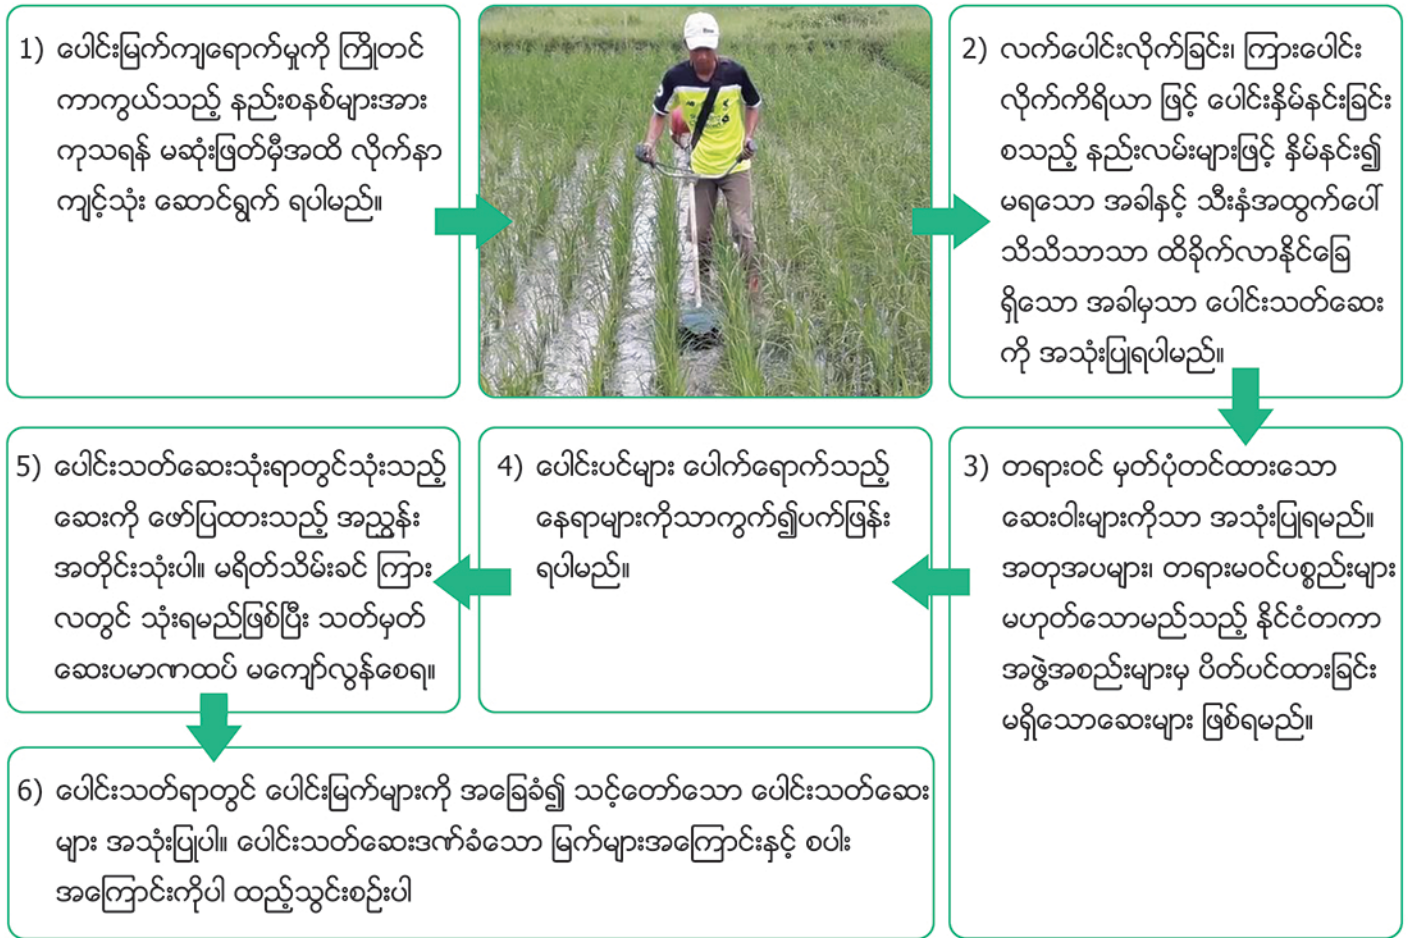 1) ပေါင်းမြက်ကျရောက်မှုကို ကြိုတင်
ကာကွယ်သည့် နည်းစနစ်များအား
ကုသရန် မဆုံးဖြတ်မှီအထိ လိုက်နာ
ကျင့်သုံး ဆောင်ရွက် ရပါမည်။
2) လက်ပေါင်းလိုက်ခြင်း၊ ကြားပေါင်း
လိုက်ကိရိယာ ဖြင့် ပေါင်းနှိမ်နင်းခြင်း
စသည့် နည်းလမ်းများဖြင့် နှိမ်နင်း၍
မရသော အခါနှင့် သီးနှံအထွက်ပေါ်
သိသိသာသာ ထိခိုက်လာနိုင်ခြေ
ရှိသော အခါမှသာ ပေါင်းသတ်ဆေး
ကို အသုံးပြုရပါမည်။
3) တရားဝင် မှတ်ပုံတင်ထားသော
ဆေးဝါးများကိုသာ အသုံးပြုရမည်။
အတုအပများ၊ တရားမဝင်ပစ္စည်းများ
မဟုတ်သောမည်သည့် နိုင်ငံတကာ
အဖွဲ့အစည်းများမှ ပိတ်ပင်ထားခြင်း
မရှိသောဆေးများ ဖြစ်ရမည်။
4) ပေါင်းပင်များ ပေါက်ရောက်သည့်
နေရာများကိုသာကွက်၍ပက်ဖြန်း
ရပါမည်။
5) ပေါင်းသတ်ဆေးသုံးရာတွင်သုံးသည့်
ဆေးကို ဖော်ပြထားသည့် အညွှန်း
အတိုင်းသုံးပါ။ မရိတ်သိမ်းခင် ကြား
လတွင် သုံးရမည်ဖြစ်ပြီး သတ်မှတ်
ဆေးပမာဏထပ် မကျော်လွန်စေရ။
6) ပေါင်းသတ်ရာတွင် ပေါင်းမြက်များကို အခြေခံ၍ သင့်တော်သော ပေါင်းသတ်ဆေး
များ အသုံးပြုပါ။ ပေါင်းသတ်ဆေးဒဏ်ခံသော မြက်များအကြောင်းနှင့် စပါး
အကြောင်းကိုပါ ထည့်သွင်းစဉ်းပါ